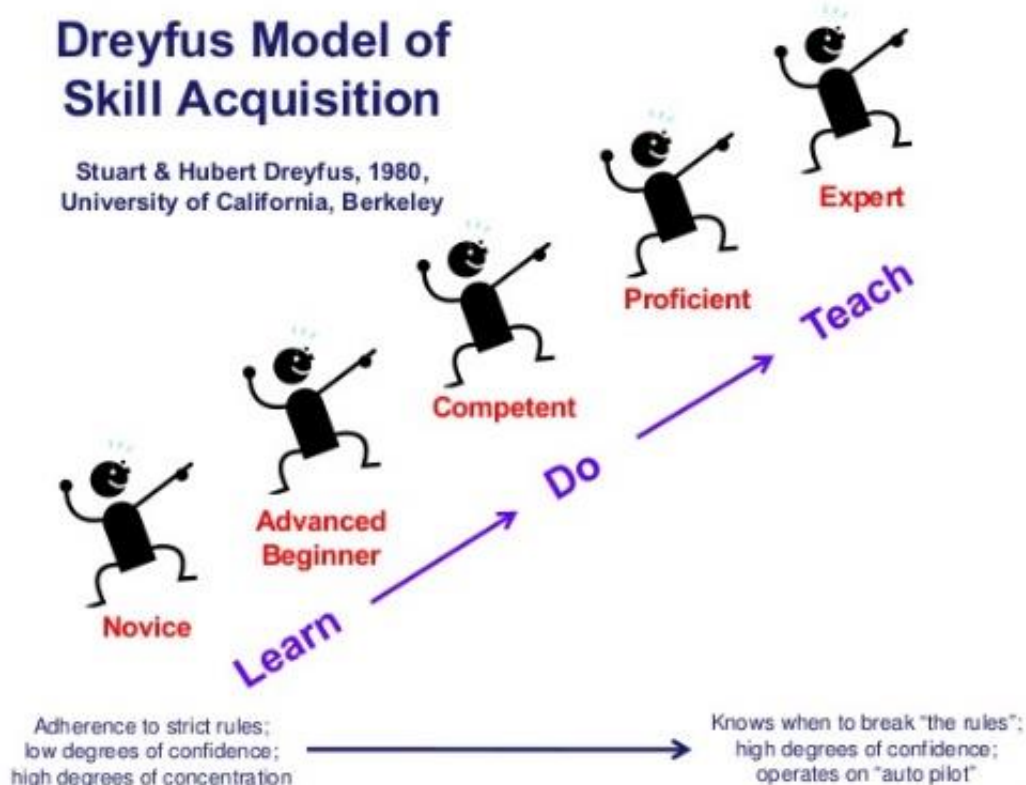 Dreyfus Model of
Skill Acquisition
Stuart & Hubert Dreyfus, 1980,
University of California, Berkeley
Expert
Proficient
Teach
Competent
Do
Advanced
Beginner
Novice
Learn
Adherence to strict rules;
low degrees of confidence;
high degrees of concentration
Knows when to break “the rules”;
high degrees of confidence;
operates on “auto pilot”